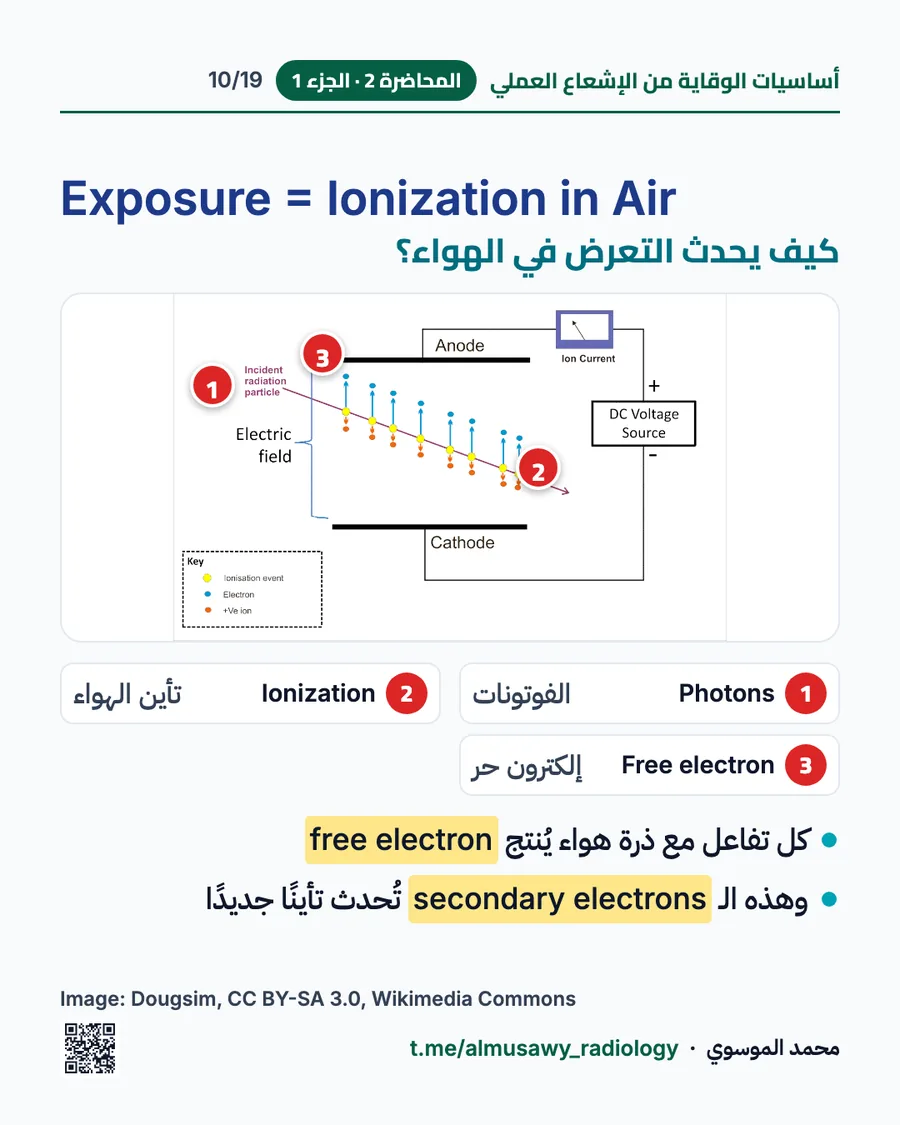 أساسيات الوقاية من الإشعاع العملي
المحاضرة 2 · الجزء 1
10/19
Exposure = Ionization in Air
كيف يحدث التعرض في الهواء؟
Anode
Ion Current
3
1
Incident
radiation
particle
+
DC Voltage
Source
-
Electric
field
2
Cathode
Key
Ionisation event
Electron
+Ve ion
1 Photons الفوتونات
2 Ionization تأين الهواء
3 Free electron إلكترون حر
كل تفاعل مع ذرة هواء يُنتج free electron
وهذه الـ secondary electrons تُحدث تأينًا جديدًا
Image: Dougsim, CC BY-SA 3.0, Wikimedia Commons
محمد الموسوي · t.me/almusawy_radiology